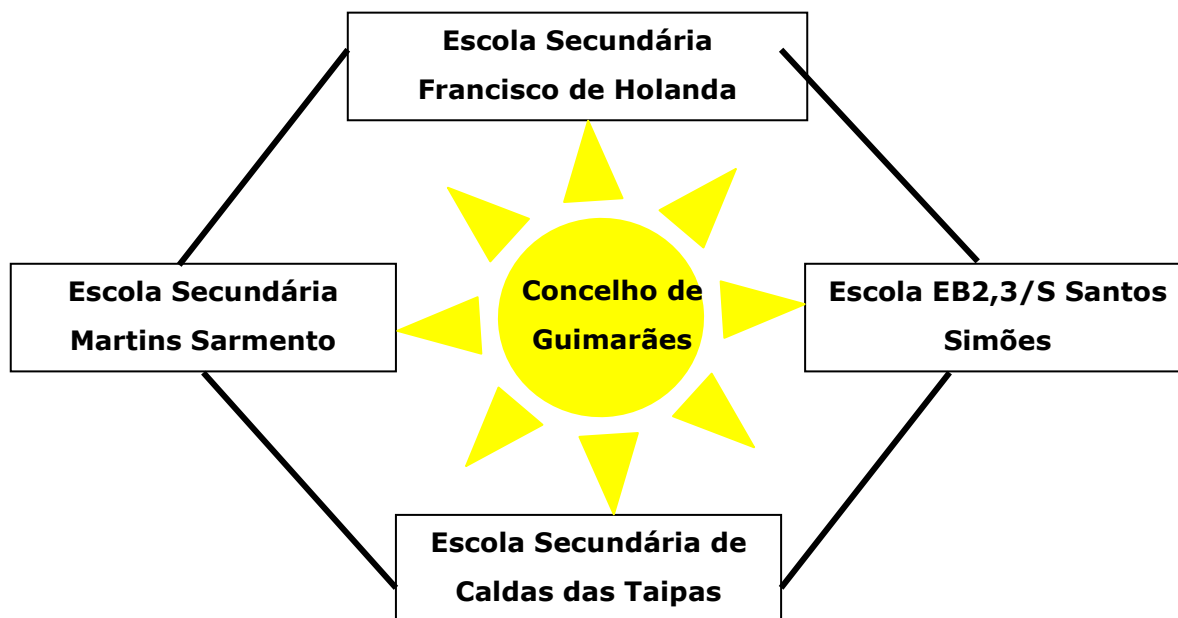 Escola Secundária
Francisco de Holanda
Escola Secundária
Martins Sarmento
Concelho de
Guimarães
Escola EB2,3/S Santos
Simões
Escola Secundária de
Caldas das Taipas